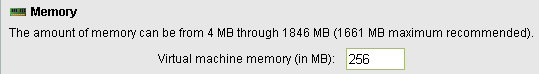 Memory
The amount of memory can be from 4 MB through 1846 MB (1661 MB maximum recommended).
Virtual machine memory (in MB): 256